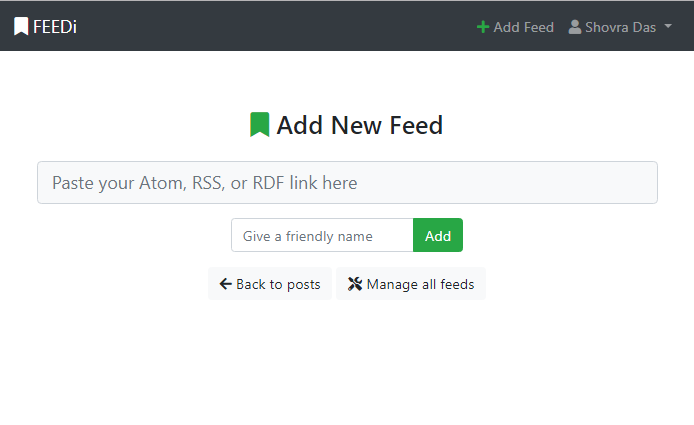 FEEDi
Add Feed
Shovra Das
Add New Feed
Paste your Atom, RSS, or RDF link here
Give a friendly name
Add
Back to posts
Manage all feeds